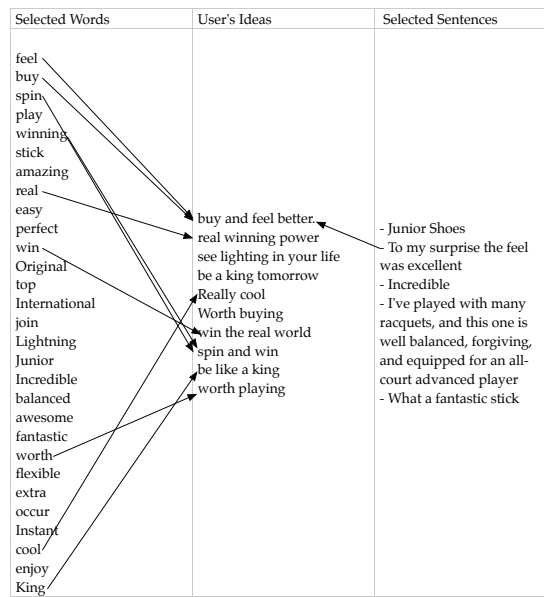 Selected Words
User's Ideas
Selected Sentences
feel
buy
spin
play
winning
stick
amazing
real
easy
perfect
win
Original
top
International
join
Lightning
Junior
Incredible
balanced
awesome
fantastic
worth
flexible
extra
occur
Instant
cool
enjoy
King
buy and feel better.
real winning power
see lighting in your life
be a king tomorrow
Really cool
Worth buying
win the real world
spin and win
be like a king
worth playing
- Junior Shoes
- To my surprise the feel
was excellent
- Incredible
- I've played with many
racquets, and this one is
well balanced, forgiving,
and equipped for an all-
court advanced player
- What a fantastic stick